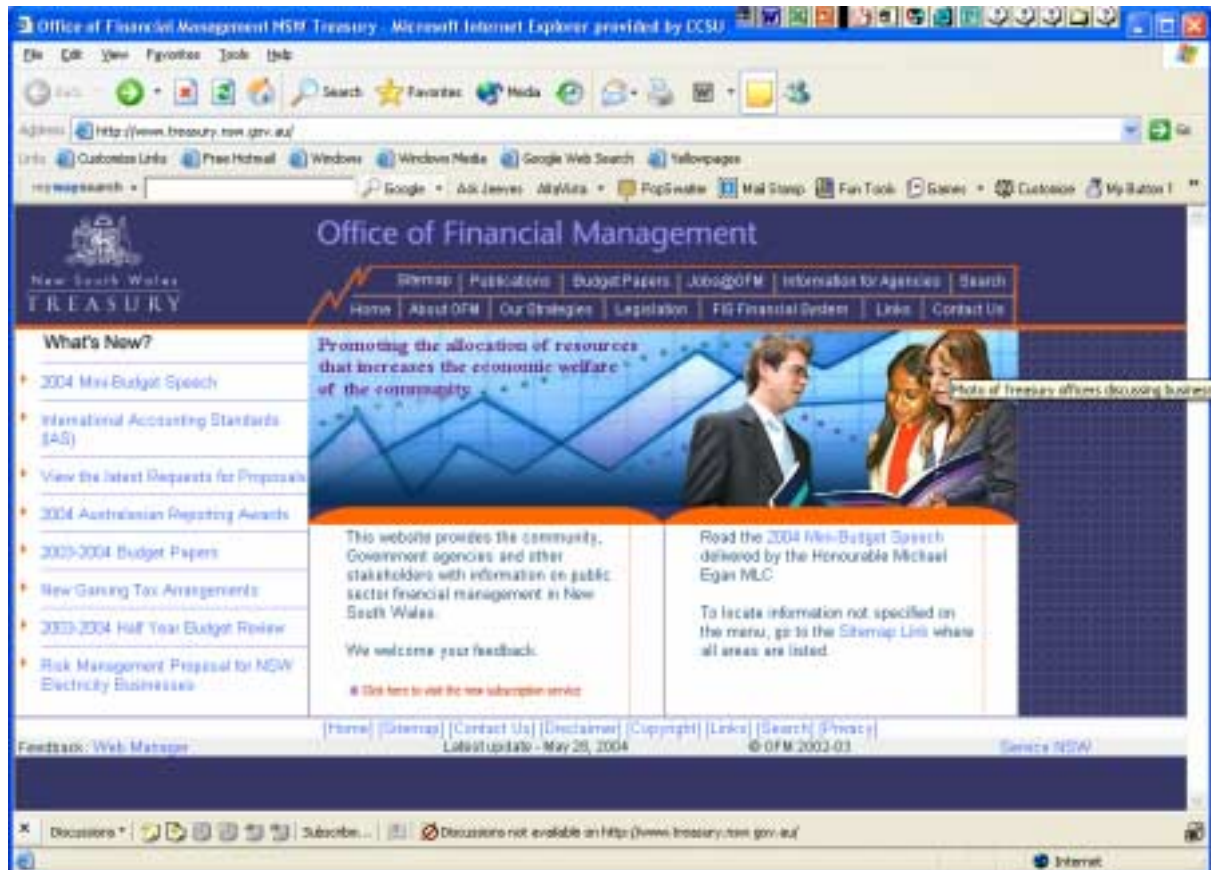 Office of Financial Management NSW Treasury - Microsoft Internet Explorer provided by CCSU
File Edit View Favorites Tools Help
Back Search Favorites Media
Address http://www.treasury.nsw.gov.au/ Go
Links Customize Links Free Hotmail Windows Windows Media Google Web Search Yellowpages
Google Ask Jeeves AltaVista PopSwatter Mail Stamp Fun Tools Games Customize My Button 1
Office of Financial Management
New South Wales
TREASURY
Sitemap | Publications | Budget Papers | Jobs@OFM | Information for Agencies | Search
Home | About OFM | Our Strategies | Legislation | FIS Financial System | Links | Contact Us
What's New?
2004 Mini-Budget Speech
International Accounting Standards
(IAS)
View the latest Requests for Proposals
2004 Australasian Reporting Awards
2003-2004 Budget Papers
New Gaming Tax Arrangements
2003-2004 Half Year Budget Review
Risk Management Proposal for NSW
Electricity Businesses
Promoting the allocation of resources
that increases the economic welfare
of the community
Photo of Treasury officers discussing business
This website provides the community,
Government agencies and other
stakeholders with information on public
sector financial management in New
South Wales.
We welcome your feedback.
Click here to visit the new subscription service
Read the 2004 Mini-Budget Speech
delivered by the Honourable Michael
Egan MLC
To locate information not specified on
the menu, go to the Sitemap Link where
all areas are listed.
[Home] [Sitemap] [Contact Us] [Disclaimer] [Copyright] [Links] [Search] [Privacy]
Feedback: Web Manager Latest update - May 28, 2004 © OFM 2002-03 Service NSW
Discussions Subscribe... Discussions not available on http://www.treasury.nsw.gov.au/
Internet